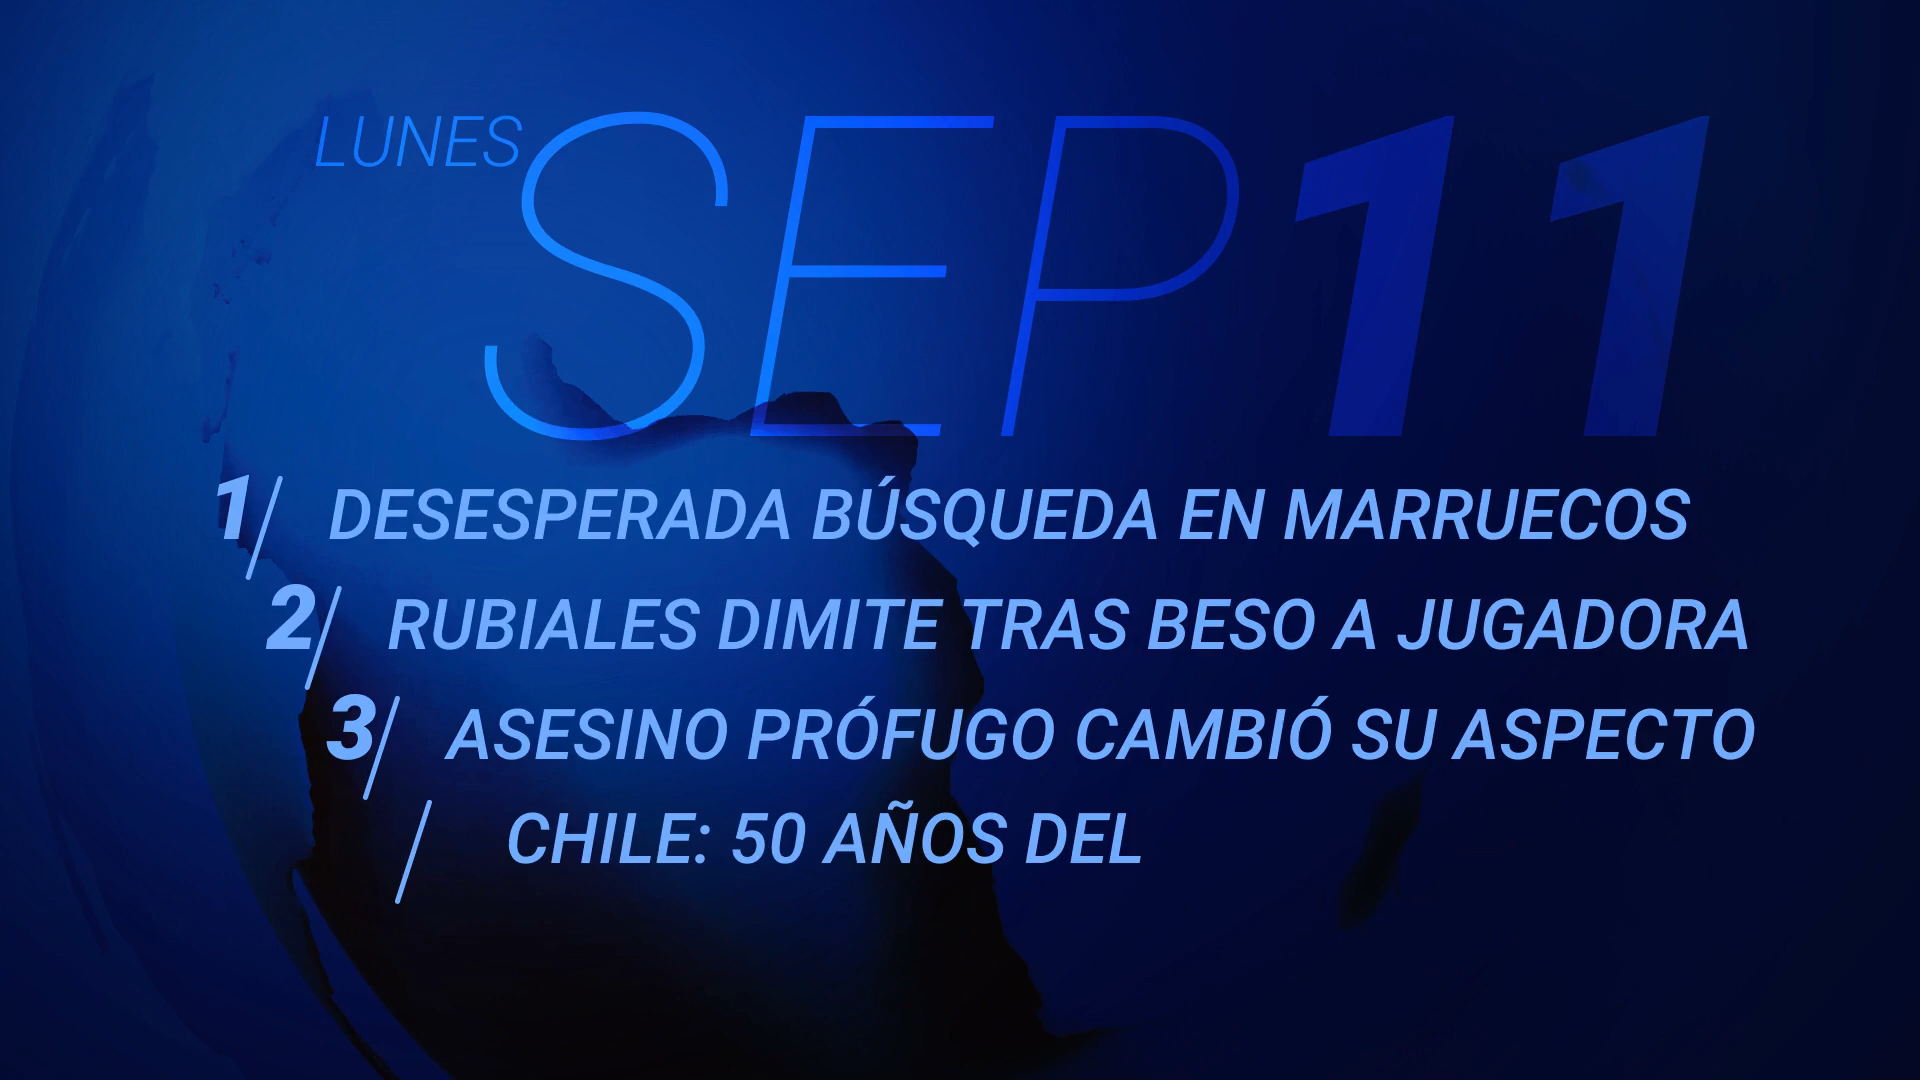 LUNES SEP 11
1/ DESESPERADA BÚSQUEDA EN MARRUECOS
2/ RUBIALES DIMITE TRAS BESO A JUGADORA
3/ ASESINO PRÓFUGO CAMBIÓ SU ASPECTO
/ CHILE: 50 AÑOS DEL